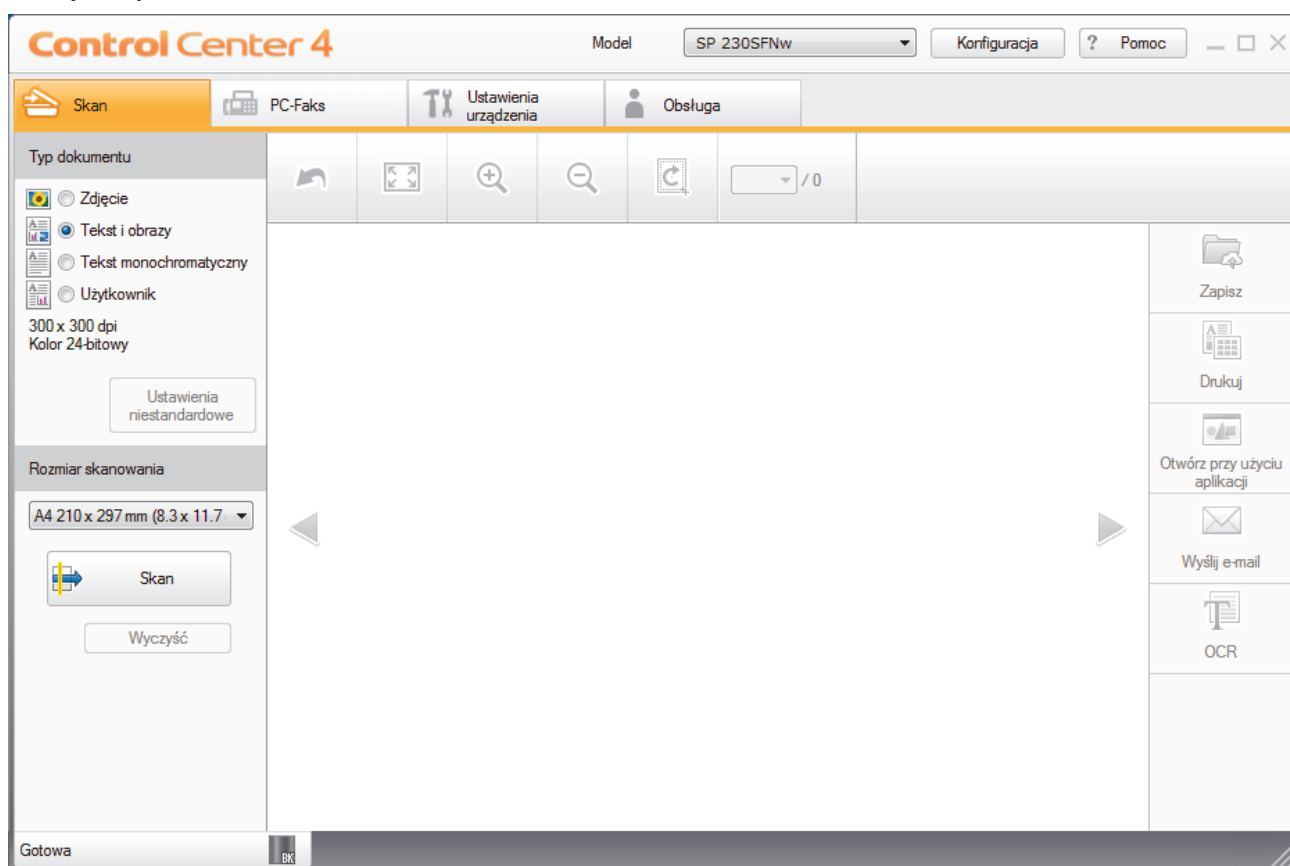 Control Center 4
Model
SP 230SFNw
Konfiguracja
? Pomoc
Skan
PC-Faks
Ustawienia
urządzenia
Obsługa
Typ dokumentu
Zdjęcie
Tekst i obrazy
Tekst monochromatyczny
Użytkownik
300 x 300 dpi
Kolor 24-bitowy
Ustawienia
niestandardowe
Rozmiar skanowania
A4 210 x 297 mm (8.3 x 11.7
Skan
Wyczyść
/ 0
Zapisz
Drukuj
Otwórz przy użyciu
aplikacji
Wyślij e-mail
OCR
Gotowa
BK